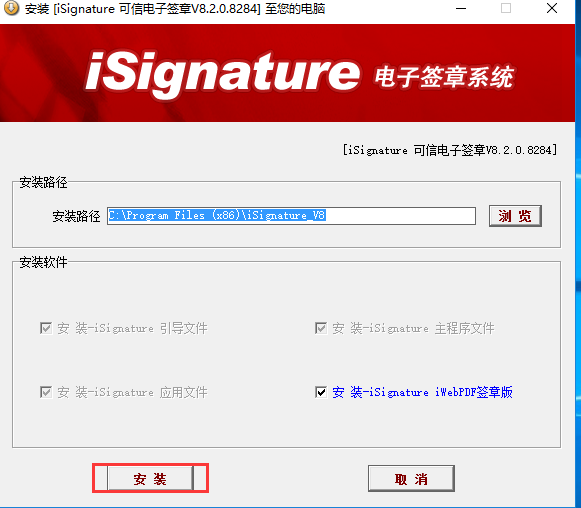 安装 [iSignature 可信电子签章V8.2.0.8284] 至您的电脑
iSignature 电子签章系统
[iSignature 可信电子签章V8.2.0.8284]
安装路径
安装路径 C:\Program Files (x86)\iSignature_V8 浏 览
安装软件
安 装-iSignature 引导文件 安 装-iSignature 主程序文件
安 装-iSignature 应用文件 安 装-iSignature iWebPDF签章版
安 装 取 消